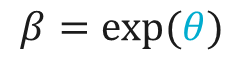 β = exp(θ)